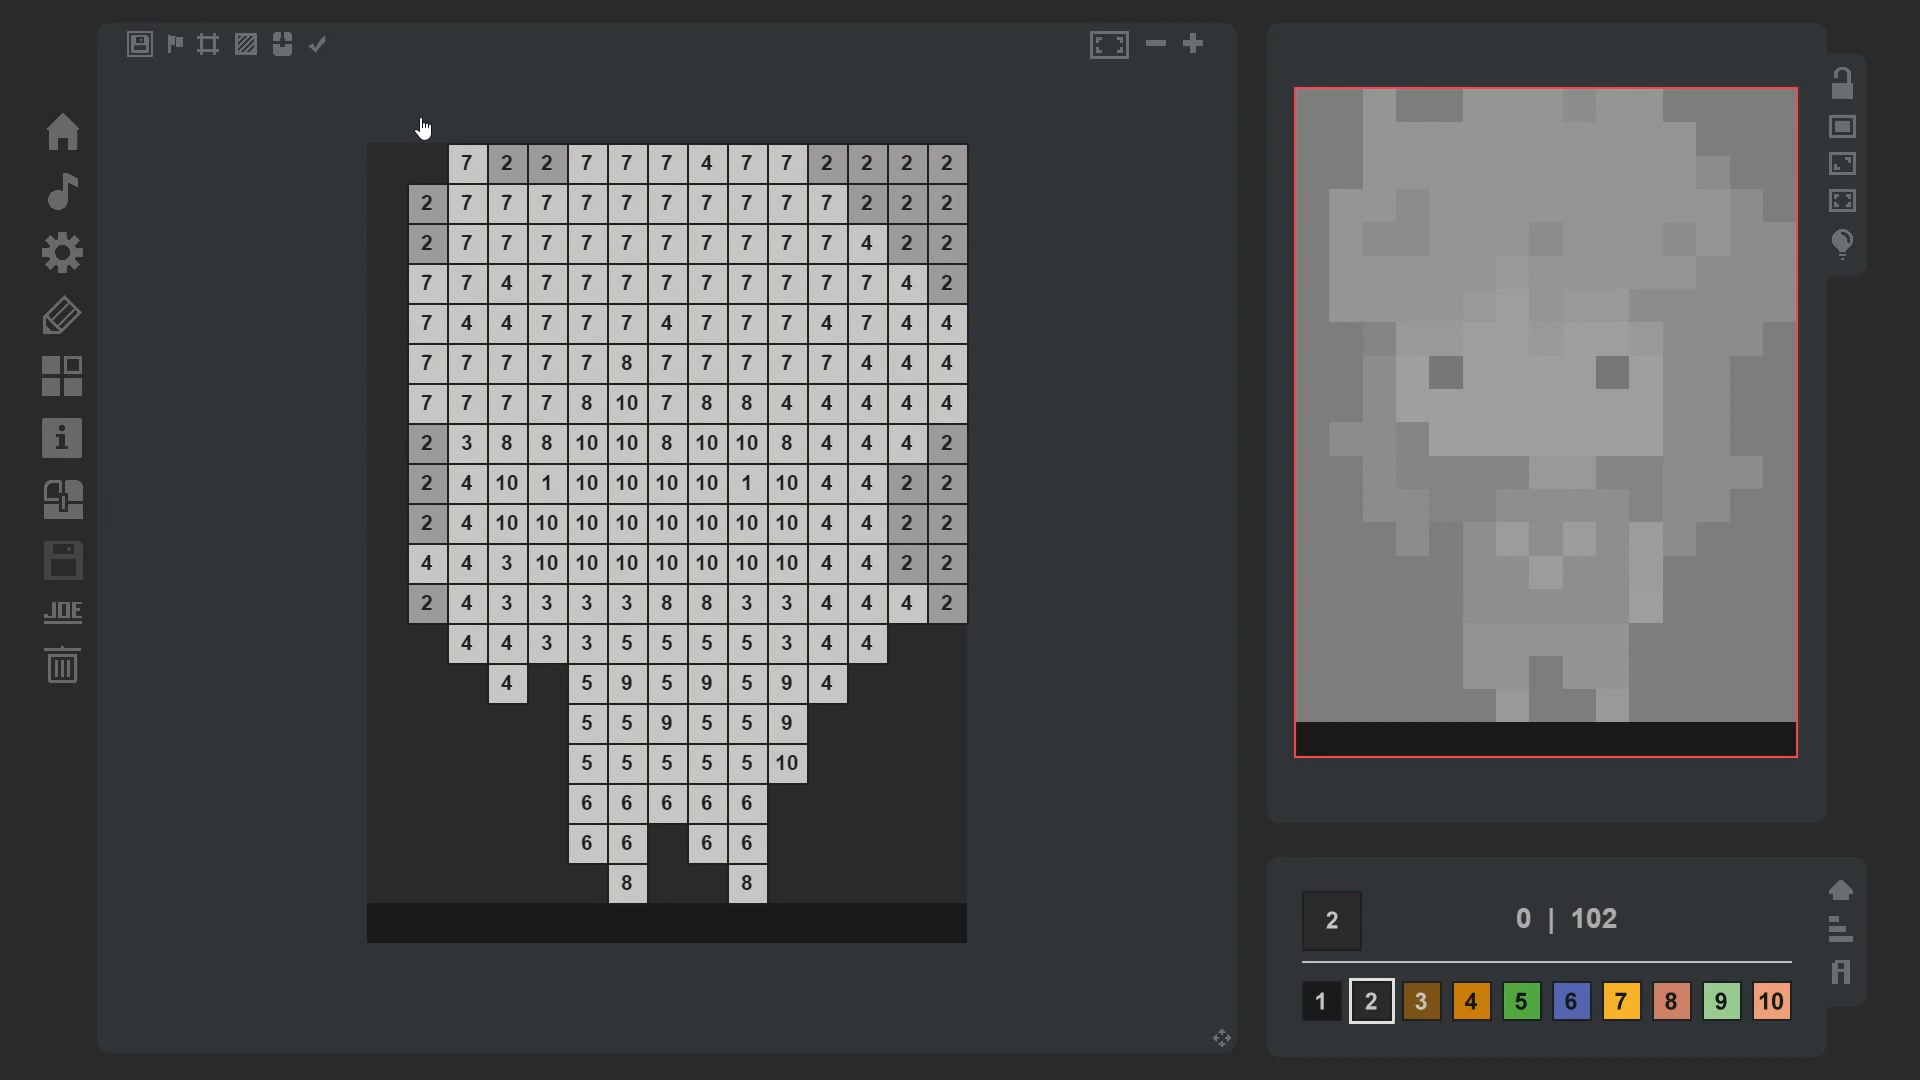 7 2 2 7 7 7 4 7 7 2 2 2 2
2 7 7 7 7 7 7 7 7 7 7 2 2 2
2 7 7 7 7 7 7 7 7 7 7 4 2 2
7 7 4 7 7 7 7 7 7 7 7 7 4 2
7 4 4 7 7 7 4 7 7 7 4 7 4 4
7 7 7 7 7 8 7 7 7 7 7 4 4 4
7 7 7 7 8 10 7 8 8 4 4 4 4 4
2 3 8 8 10 10 8 10 10 8 4 4 4 2
2 4 10 1 10 10 10 10 1 10 4 4 2 2
2 4 10 10 10 10 10 10 10 10 4 4 2 2
4 4 3 10 10 10 10 10 10 10 4 4 2 2
2 4 3 3 3 3 8 8 3 3 4 4 4 2
4 4 3 3 5 5 5 5 3 4 4
4 5 9 5 9 5 9 4
5 5 9 5 5 9
5 5 5 5 5 10
6 6 6 6 6
6 6 6 6
8 8
JOE
2 0 | 102
1 2 3 4 5 6 7 8 9 10